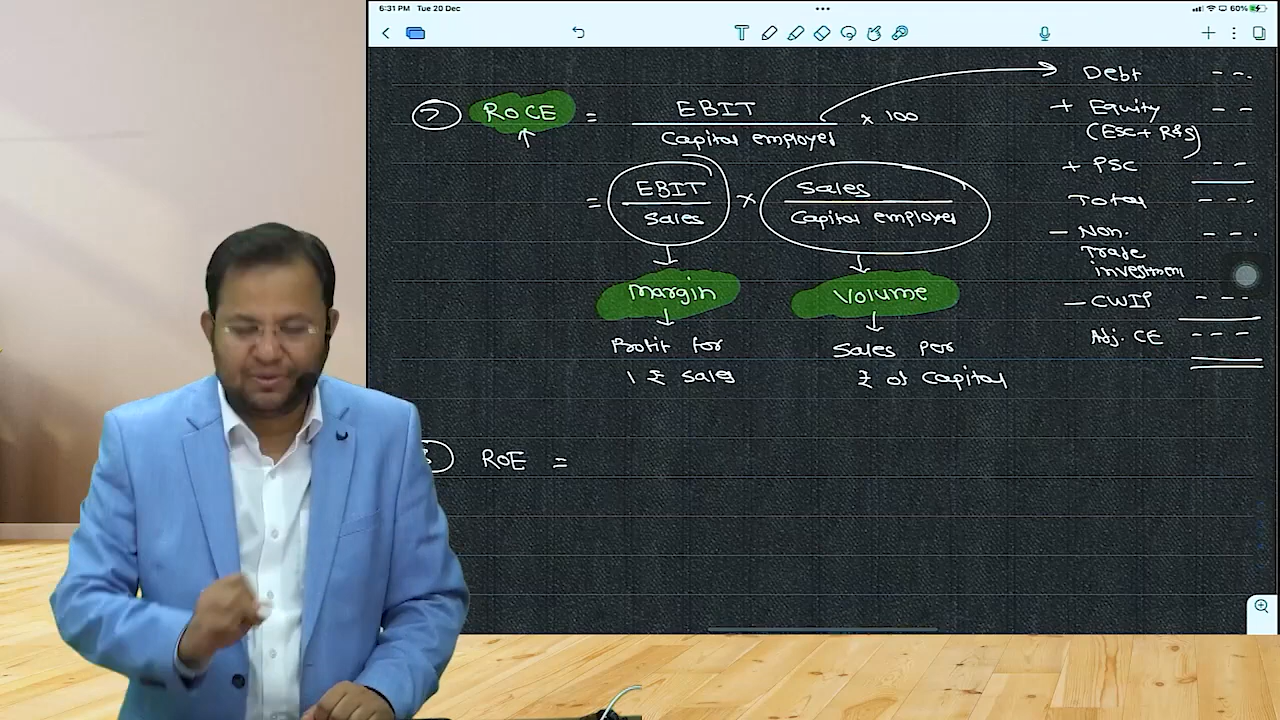 6:31 PM Tue 20 Dec
60%
7 ROCE = EBIT / Capital employed x 100
= EBIT / Sales x Sales / Capital employed
Margin Volume
Profit for
1 ₹ Sales
Sales per
₹ of Capital
ROE =
Debt ---
+ Equity --
(ESC + R&S)
+ PSC --
Total ---
- Non. ---
Trade
investment
- CWIP ---
Adj. CE ---